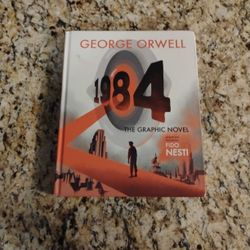 GEORGE ORWELL
1984
THE GRAPHIC NOVEL
FIDO
NESTI